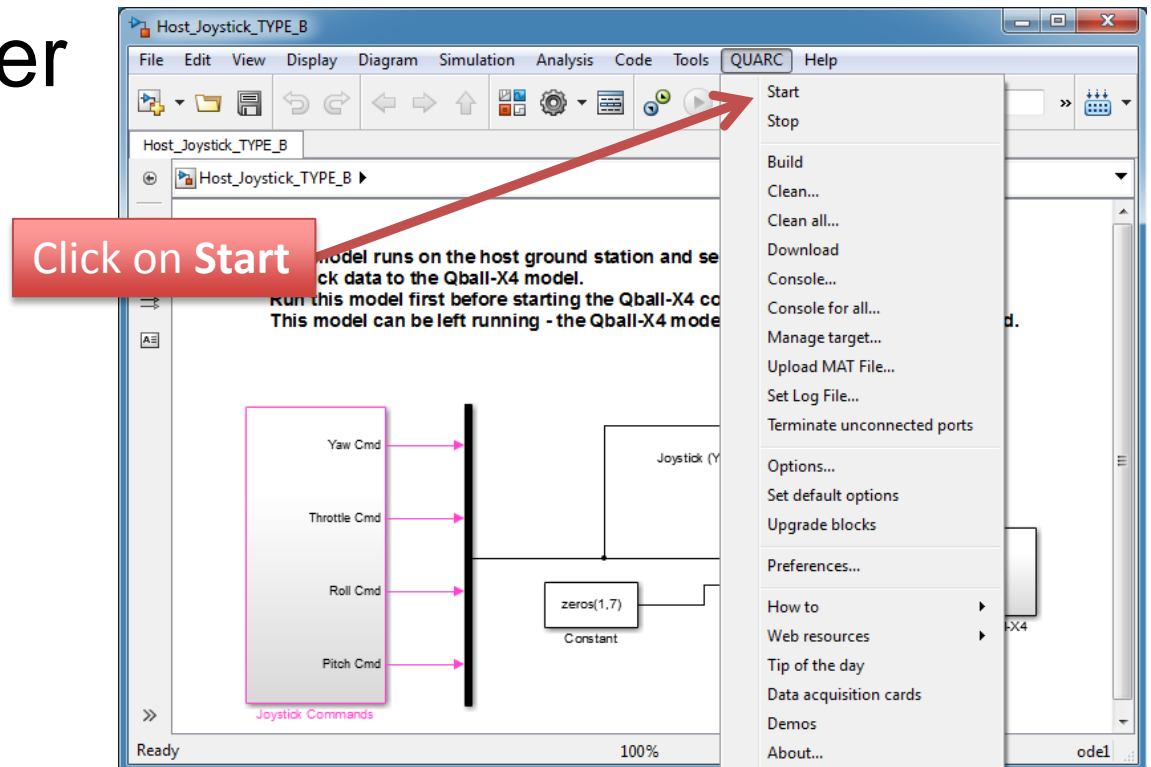 er
Host_Joystick_TYPE_B
File Edit View Display Diagram Simulation Analysis Code Tools QUARC Help
Host_Joystick_TYPE_B
Host_Joystick_TYPE_B
Click on Start
model runs on the host ground station and se
ck data to the Qball-X4 model.
Run this model first before starting the Qball-X4 co
This model can be left running - the Qball-X4 mode
d.
Yaw Cmd
Throttle Cmd
Roll Cmd
Pitch Cmd
Joystick Commands
Joystick (Y
zeros(1,7)
Constant
-X4
Start
Stop
Build
Clean...
Clean all...
Download
Console...
Console for all...
Manage target...
Upload MAT File...
Set Log File...
Terminate unconnected ports
Options...
Set default options
Upgrade blocks
Preferences...
How to
Web resources
Tip of the day
Data acquisition cards
Demos
About...
Ready 100% ode1